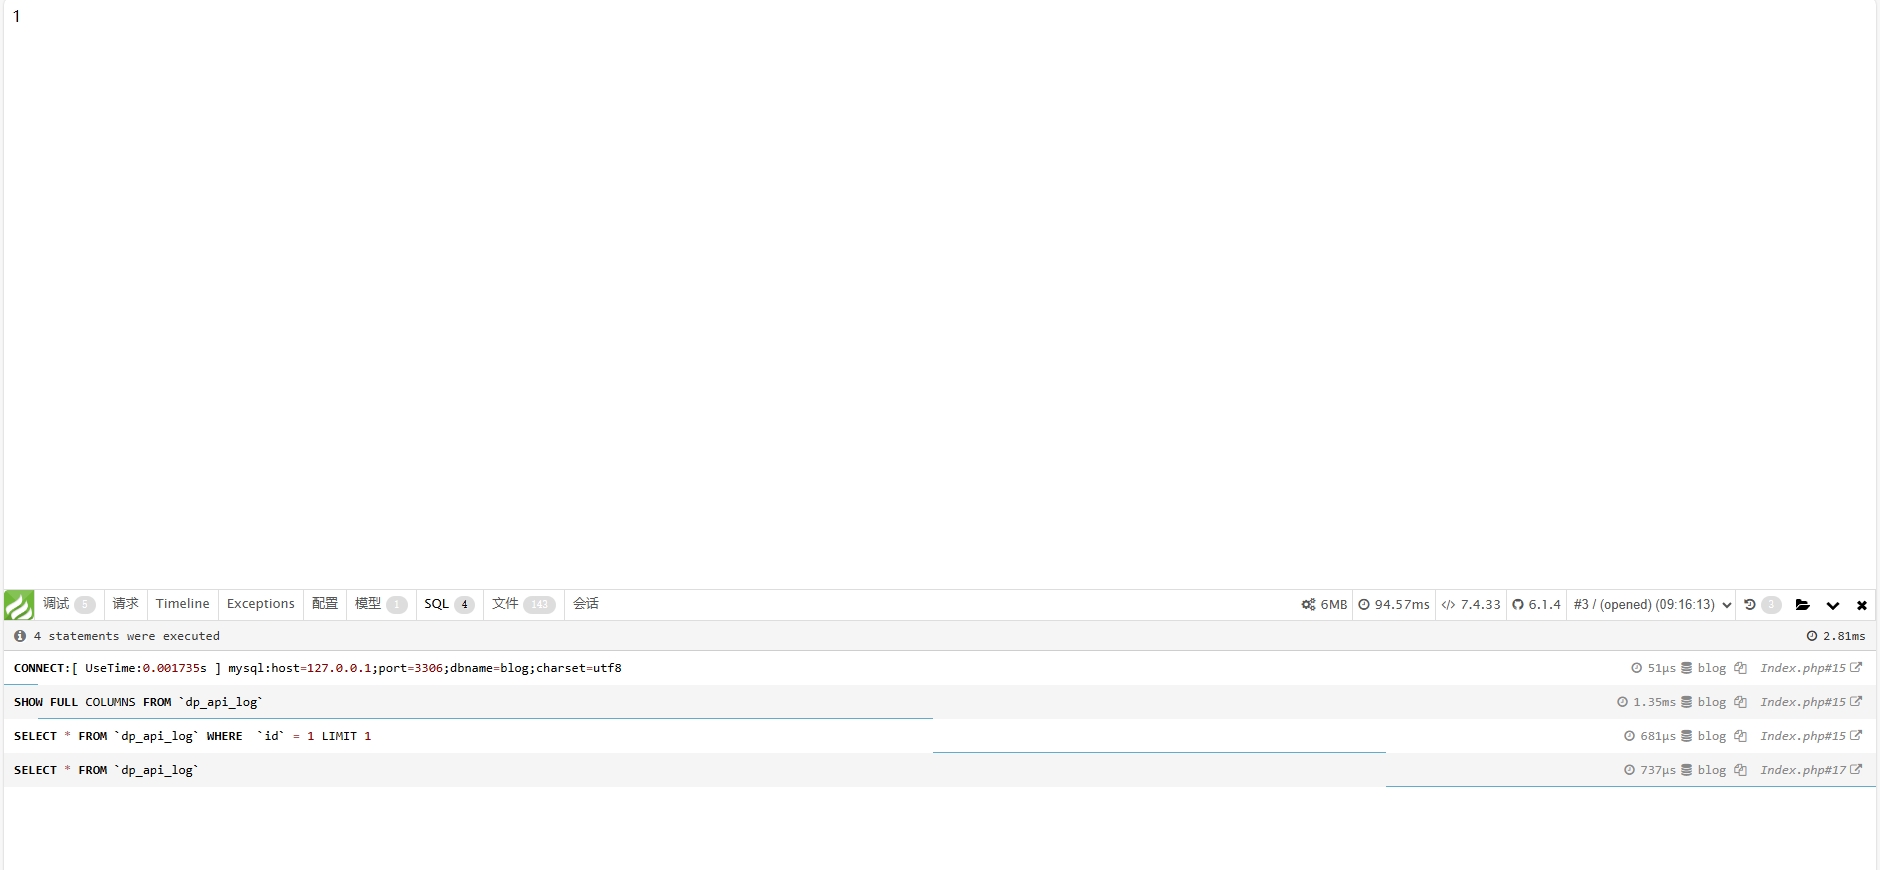 1
调试 5 请求 Timeline Exceptions 配置 模型 1 SQL 4 文件 143 会话 6MB 94.57ms 7.4.33 6.1.4 #3 / (opened) (09:16:13) 3
4 statements were executed 2.81ms
CONNECT:[ UseTime:0.001735s ] mysql:host=127.0.0.1;port=3306;dbname=blog;charset=utf8 51μs blog Index.php#15
SHOW FULL COLUMNS FROM `dp_api_log` 1.35ms blog Index.php#15
SELECT * FROM `dp_api_log` WHERE  `id` = 1 LIMIT 1 681μs blog Index.php#15
SELECT * FROM `dp_api_log` 737μs blog Index.php#17